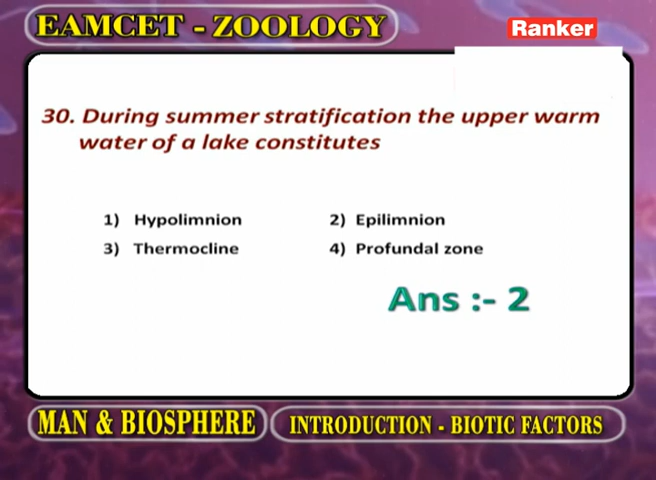 EAMCET - ZOOLOGY
Ranker
30. During summer stratification the upper warm
water of a lake constitutes
1) Hypolimnion 2) Epilimnion
3) Thermocline 4) Profundal zone
Ans :- 2
MAN & BIOSPHERE INTRODUCTION - BIOTIC FACTORS